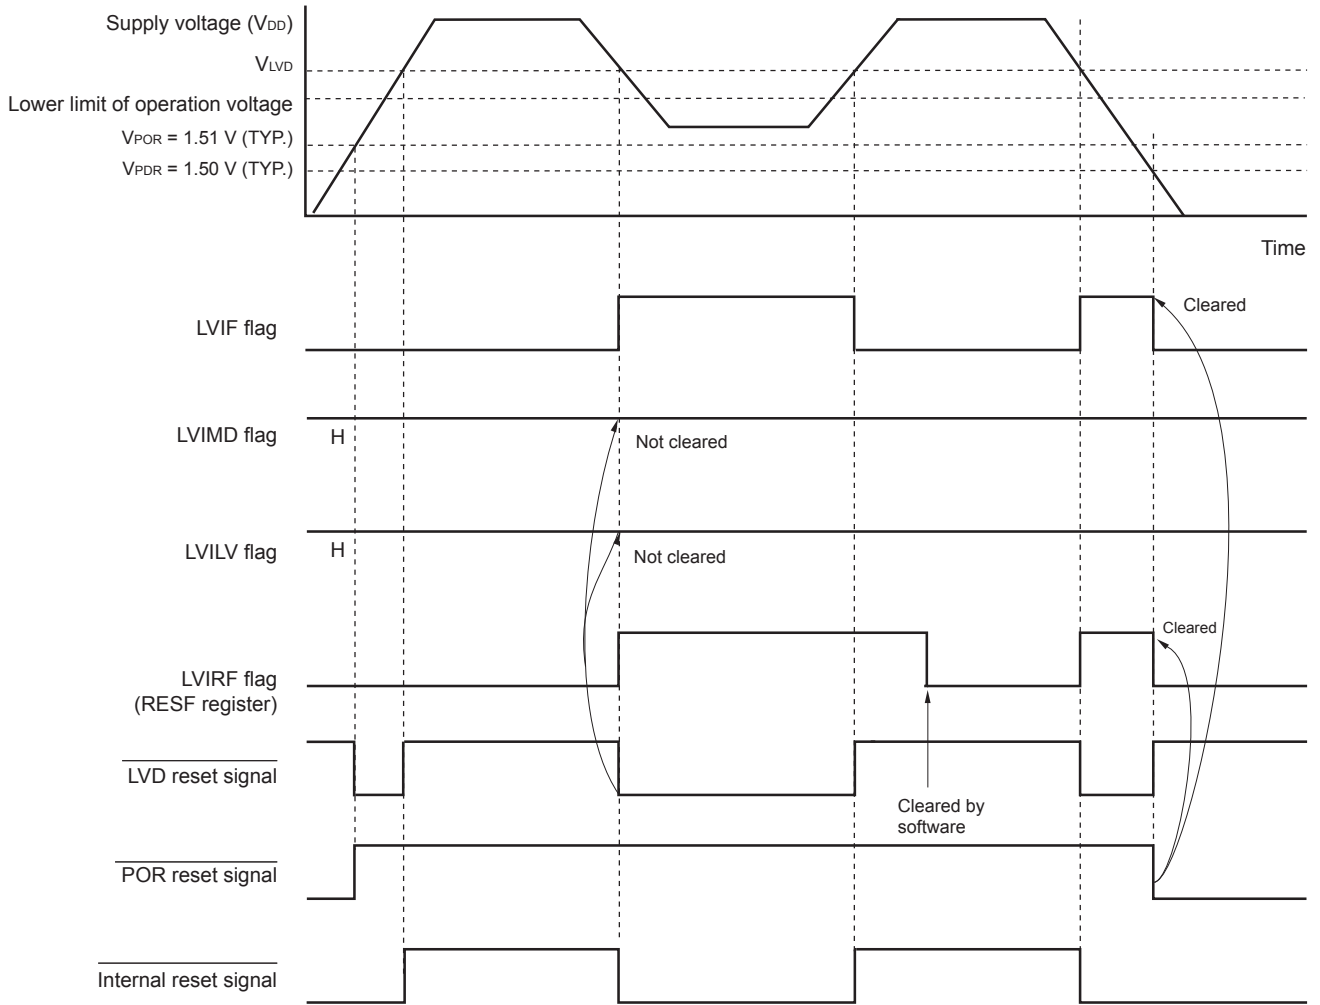 Supply voltage (VDD)
VLVD
Lower limit of operation voltage
VPOR = 1.51 V (TYP.)
VPDR = 1.50 V (TYP.)
Time
LVIF flag
Cleared
LVIMD flag
H
Not cleared
LVILV flag
H
Not cleared
LVIRF flag
(RESF register)
Cleared
LVD reset signal
Cleared by
software
POR reset signal
Internal reset signal